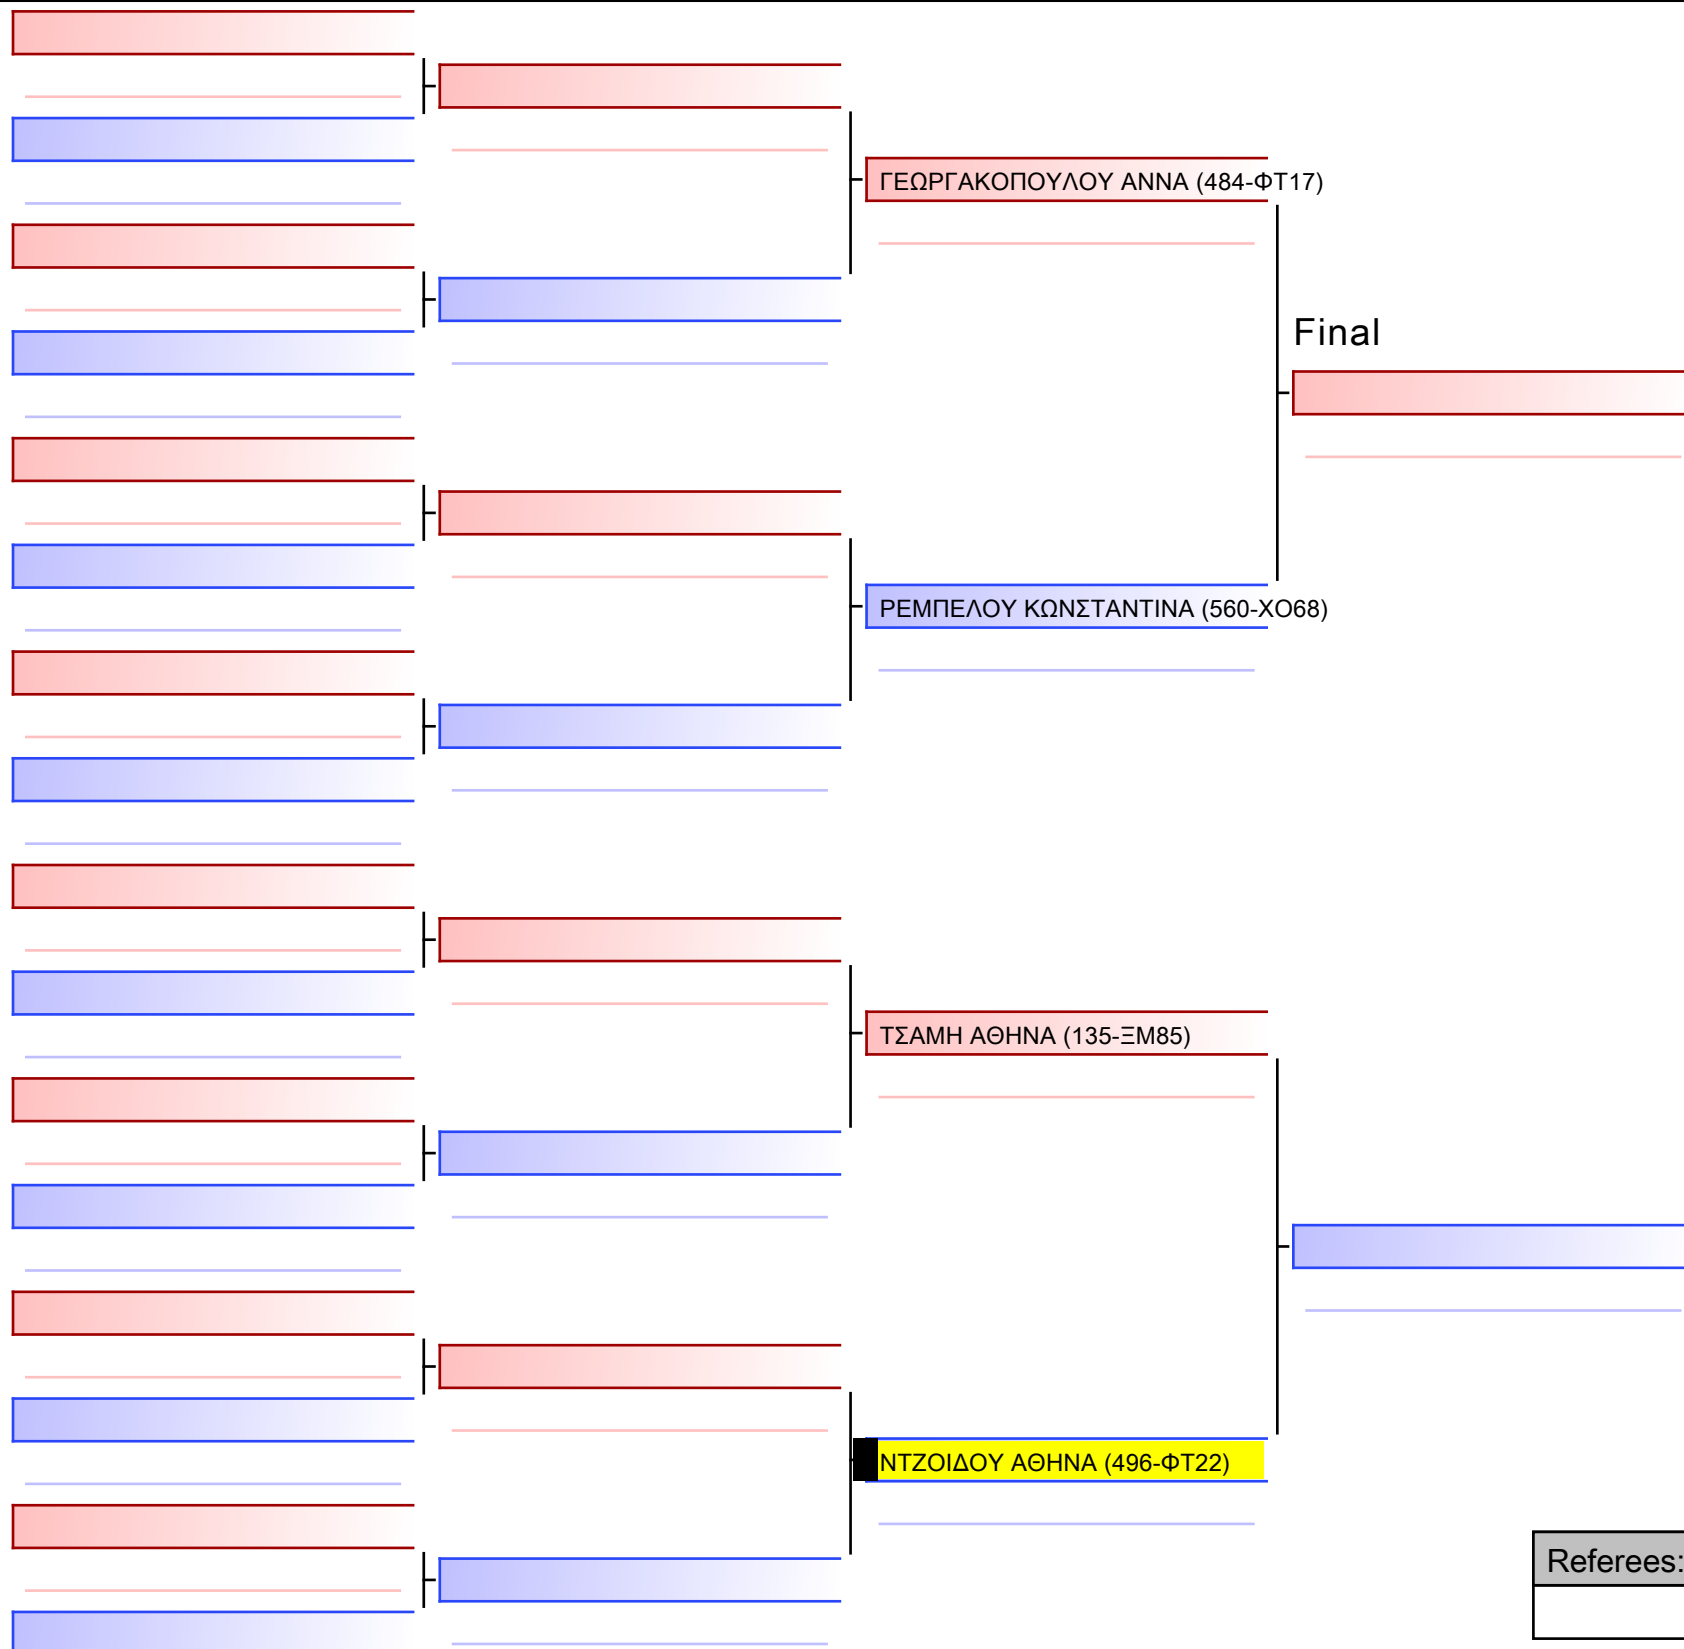 ΓΕΩΡΓΑΚΟΠΟΥΛΟΥ ΑΝΝΑ (484-ΦΤ17)
Final
ΡΕΜΠΕΛΟΥ ΚΩΝΣΤΑΝΤΙΝΑ (560-ΧΟ68)
ΤΣΑΜΗ ΑΘΗΝΑ (135-ΞΜ85)
ΝΤΖΟΙΔΟΥ ΑΘΗΝΑ (496-ΦΤ22)
Referees: